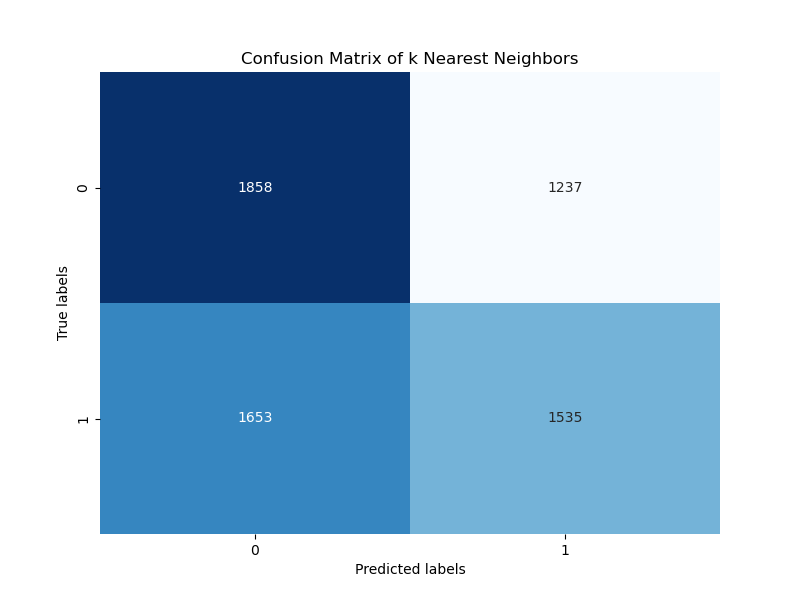 Confusion Matrix of k Nearest Neighbors
0
1858
1237
True labels
1
1653
1535
0
1
Predicted labels